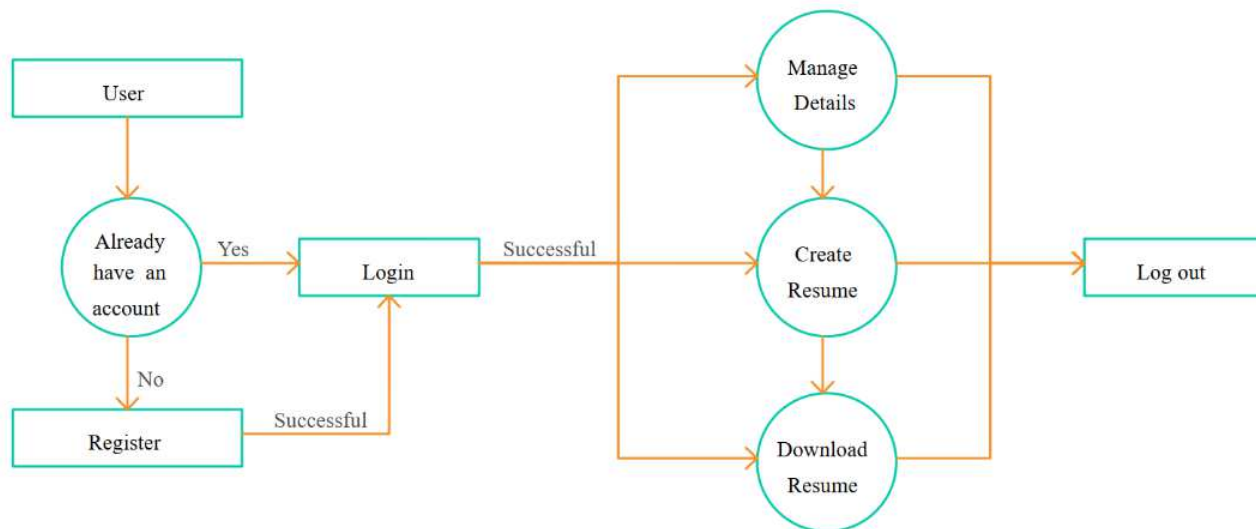 User
Already
have an
account
Yes
No
Register
Successful
Login
Successful
Manage
Details
Create
Resume
Download
Resume
Log out